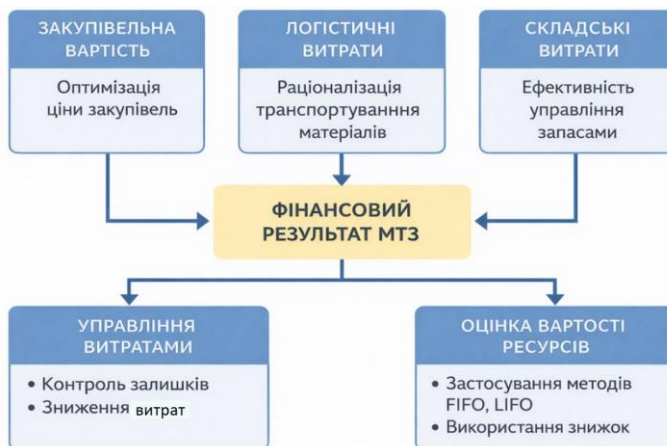 ЗАКУПІВЕЛЬНА
ВАРТІСТЬ
Оптимізація
ціни закупівель
ЛОГІСТИЧНІ
ВИТРАТИ
Раціоналізація
транспортуванння
матеріалів
СКЛАДСЬКІ
ВИТРАТИ
Ефективність
управління
запасами
ФІНАНСОВИЙ
РЕЗУЛЬТАТ МТЗ
УПРАВЛІННЯ
ВИТРАТАМИ
• Контроль залишків
• Зниження витрат
ОЦІНКА ВАРТОСТІ
РЕСУРСІВ
• Застосування методів
FIFO, LIFO
• Використання знижок